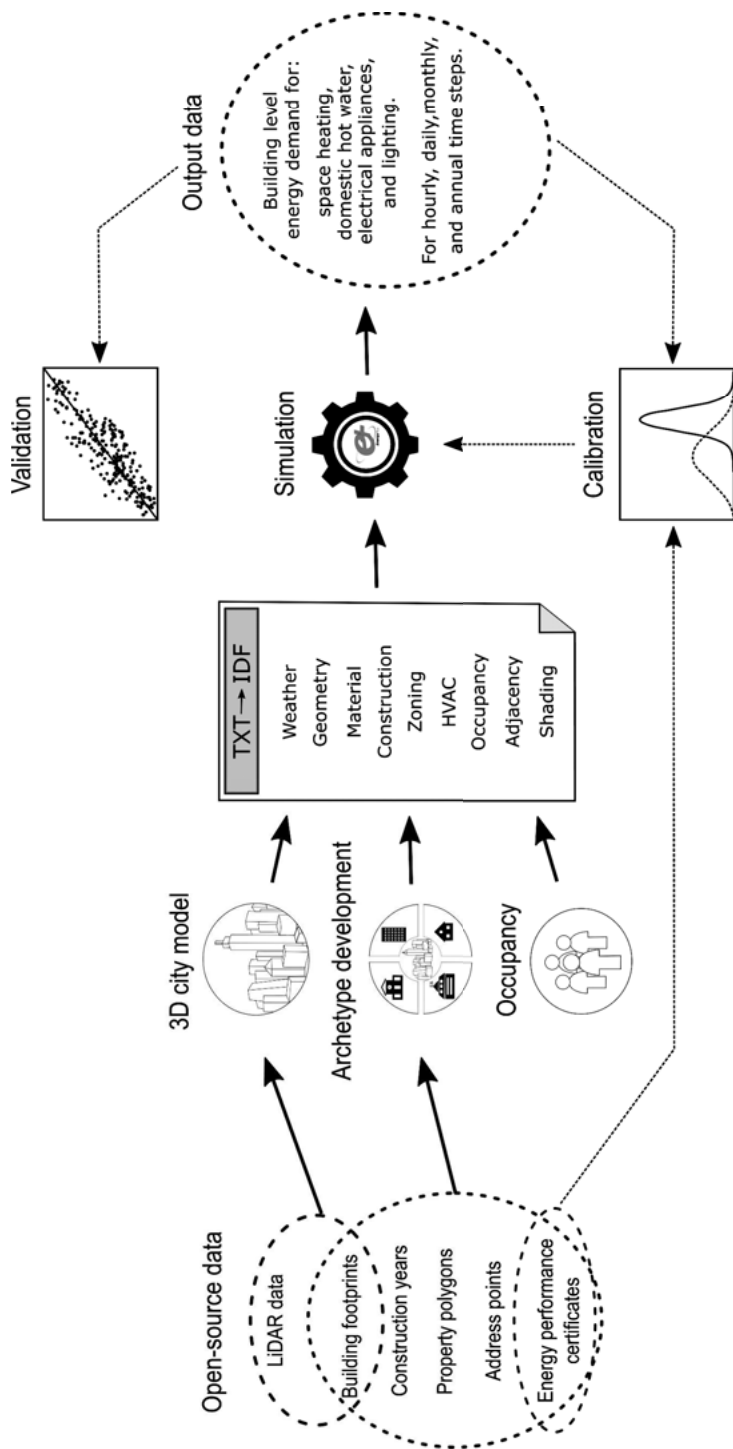 Open-source data
LiDAR data
Building footprints
Construction years
Property polygons
Address points
Energy performance
certificates
3D city model
Archetype development
Occupancy
TXT→IDF
Weather
Geometry
Material
Construction
Zoning
HVAC
Occupancy
Adjacency
Shading
Validation
Simulation
Calibration
Output data
Building level
energy demand for:
space heating,
domestic hot water,
electrical appliances,
and lighting.
For hourly, daily,monthly,
and annual time steps.